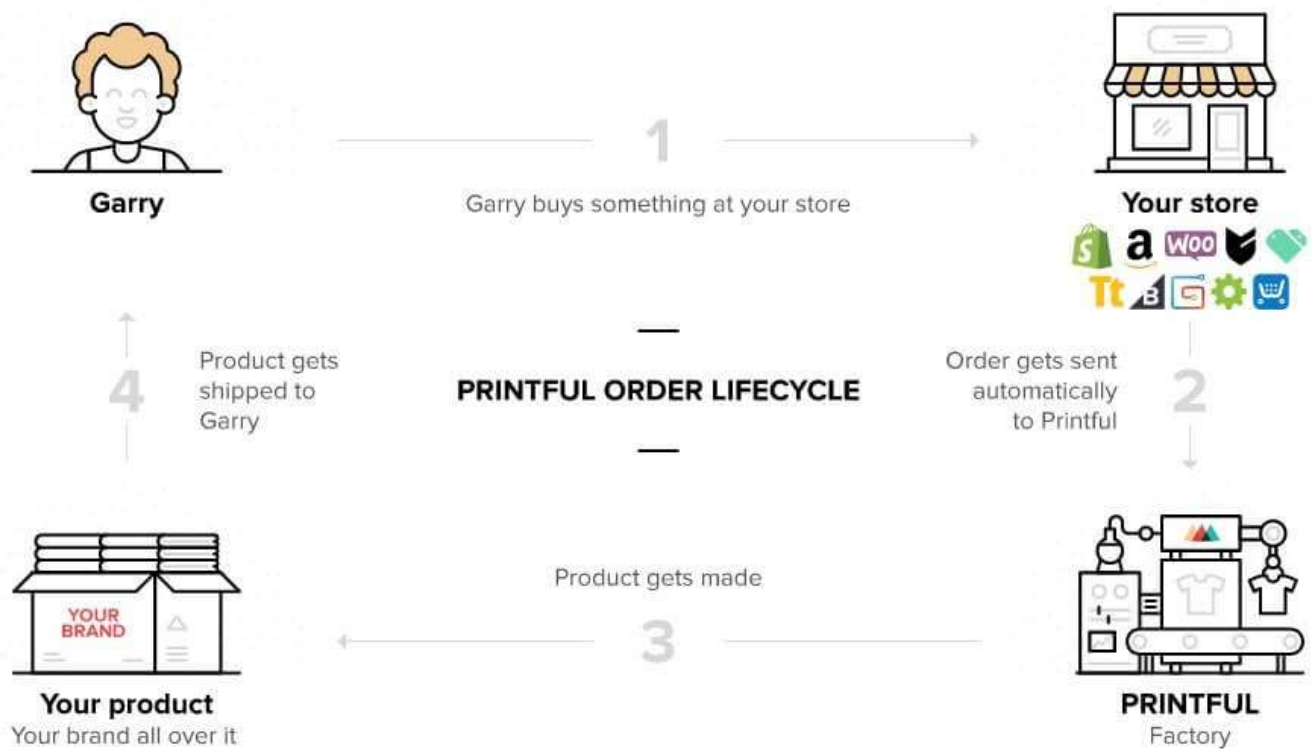 1
Garry
Garry buys something at your store
Your store
S a WOO
Tt B
4
Product gets
shipped to
Garry
PRINTFUL ORDER LIFECYCLE
Order gets sent
automatically
to Printful
2
YOUR
BRAND
Product gets made
3
Your product
Your brand all over it
PRINTFUL
Factory